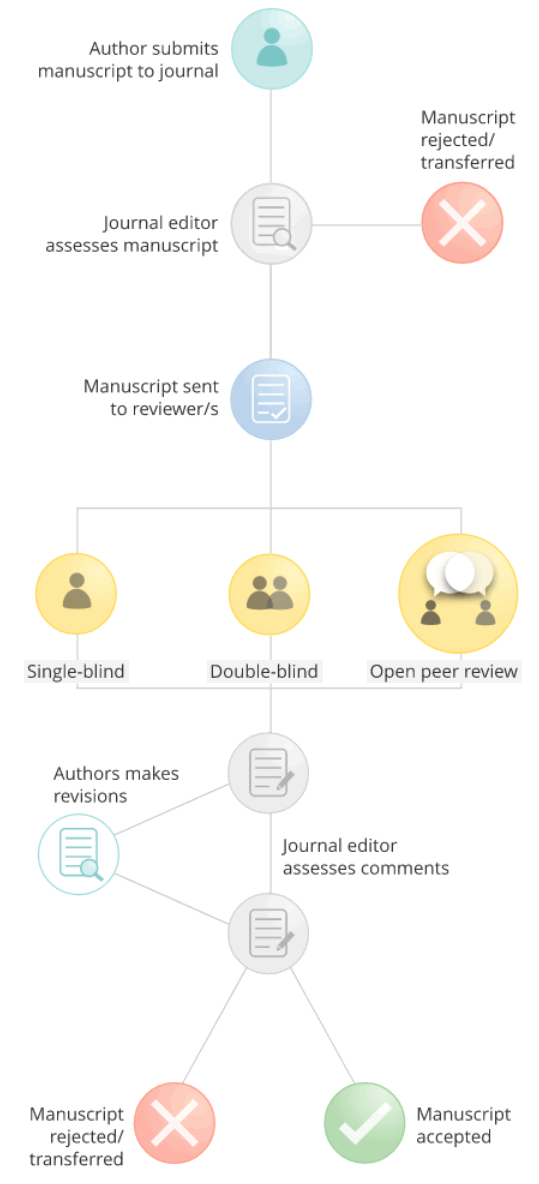 Author submits
manuscript to journal
Manuscript
rejected/
transferred
Journal editor
assesses manuscript
Manuscript sent
to reviewer/s
Single-blind
Double-blind
Open peer review
Authors makes
revisions
Journal editor
assesses comments
Manuscript
rejected/
transferred
Manuscript
accepted